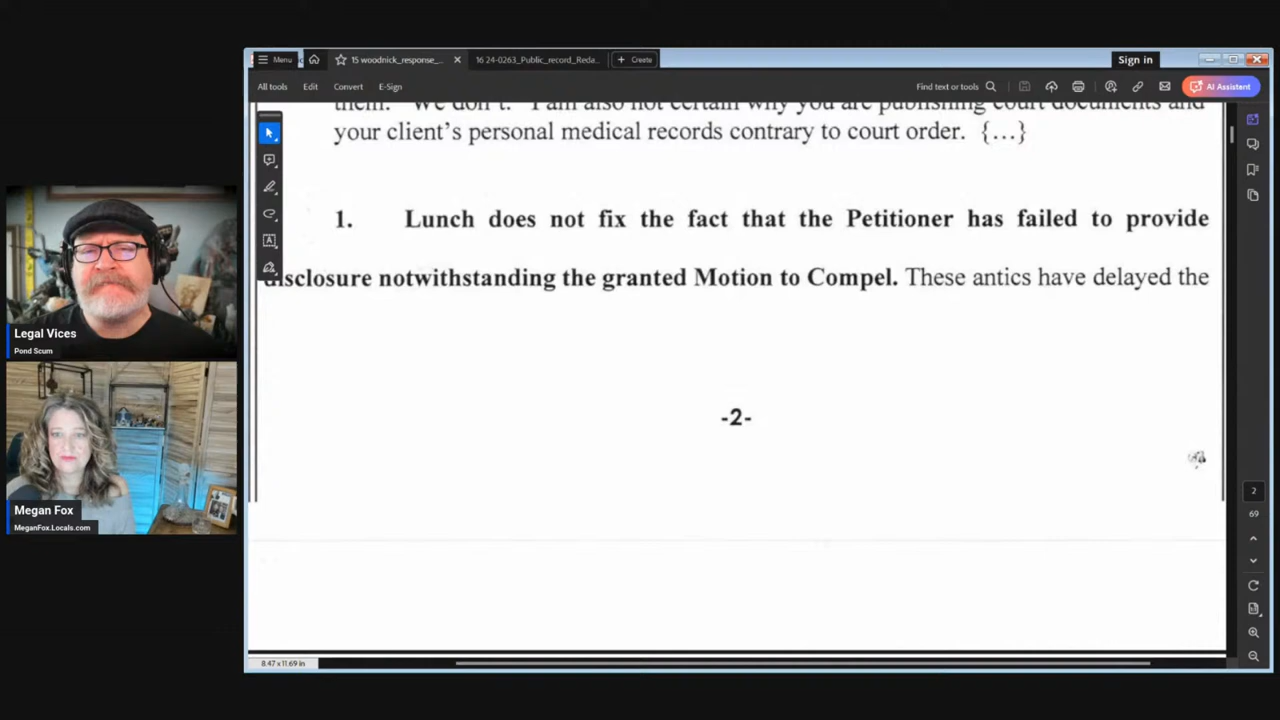 Menu
15 woodnick_response_...
16 24-0263_Public_record_Reda...
Create
Sign in
All tools
Edit
Convert
E-Sign
Find text or tools
AI Assistant
them. We don't. I am also not certain why you are publishing court documents and
your client's personal medical records contrary to court order. {...}
1. Lunch does not fix the fact that the Petitioner has failed to provide
disclosure notwithstanding the granted Motion to Compel. These antics have delayed the
-2-
2
69
8.47 x 11.69 in
Legal Vices
Pond Scum
Megan Fox
MeganFox.Locals.com